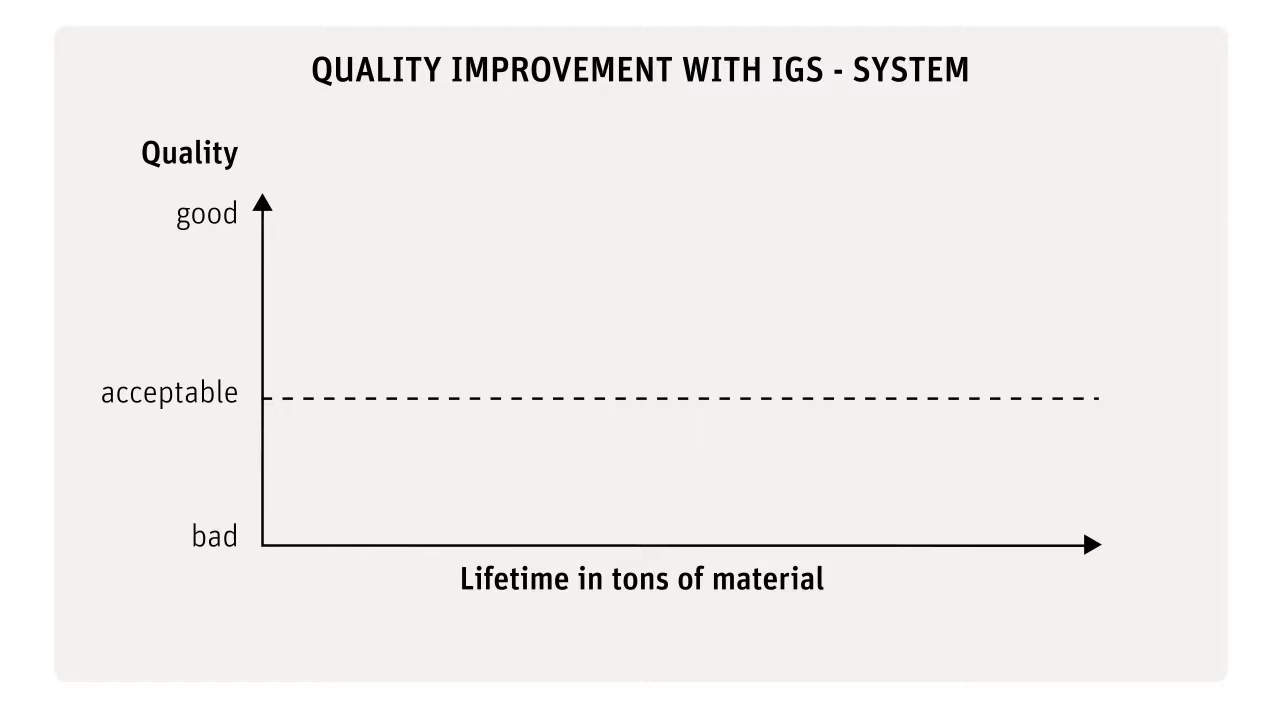 QUALITY IMPROVEMENT WITH IGS - SYSTEM
Quality
good
acceptable
bad
Lifetime in tons of material